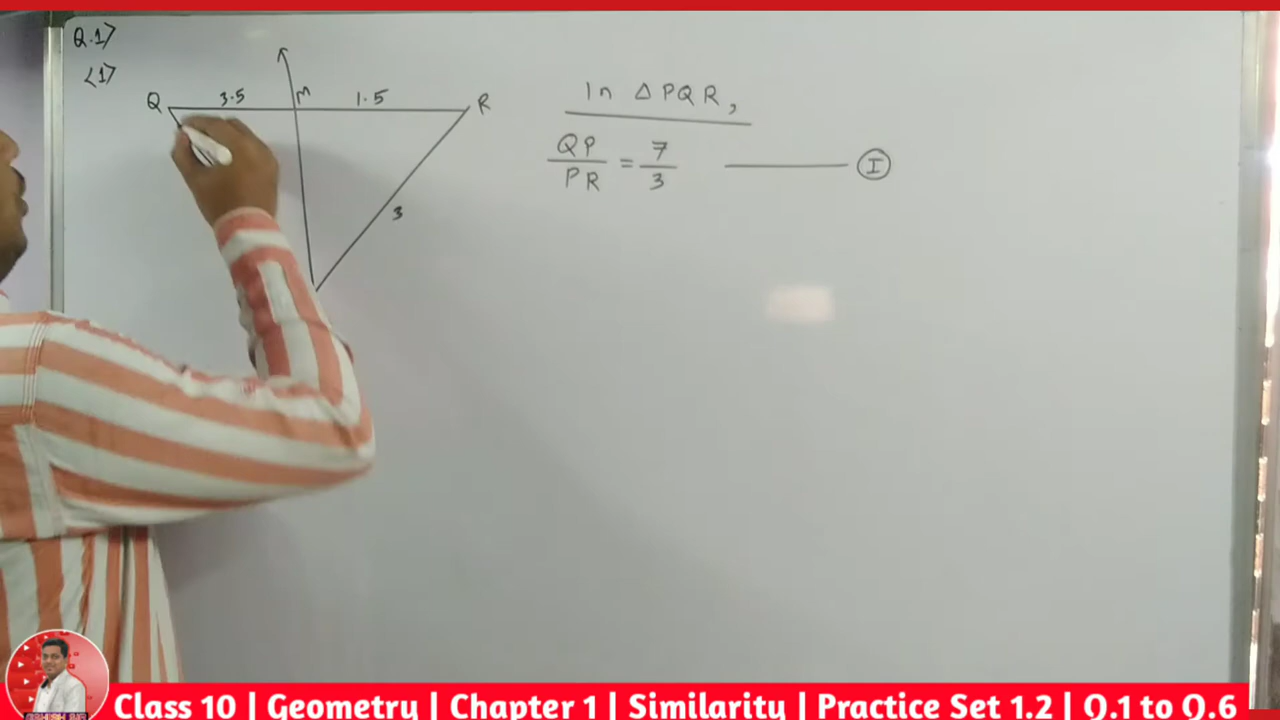 Q.1>
<1>
Q 3.5 M 1.5 R
3
In △PQR,
QP/PR = 7/3 ——— I
Class 10 | Geometry | Chapter 1 | Similarity | Practice Set 1.2 | Q.1 to Q.6